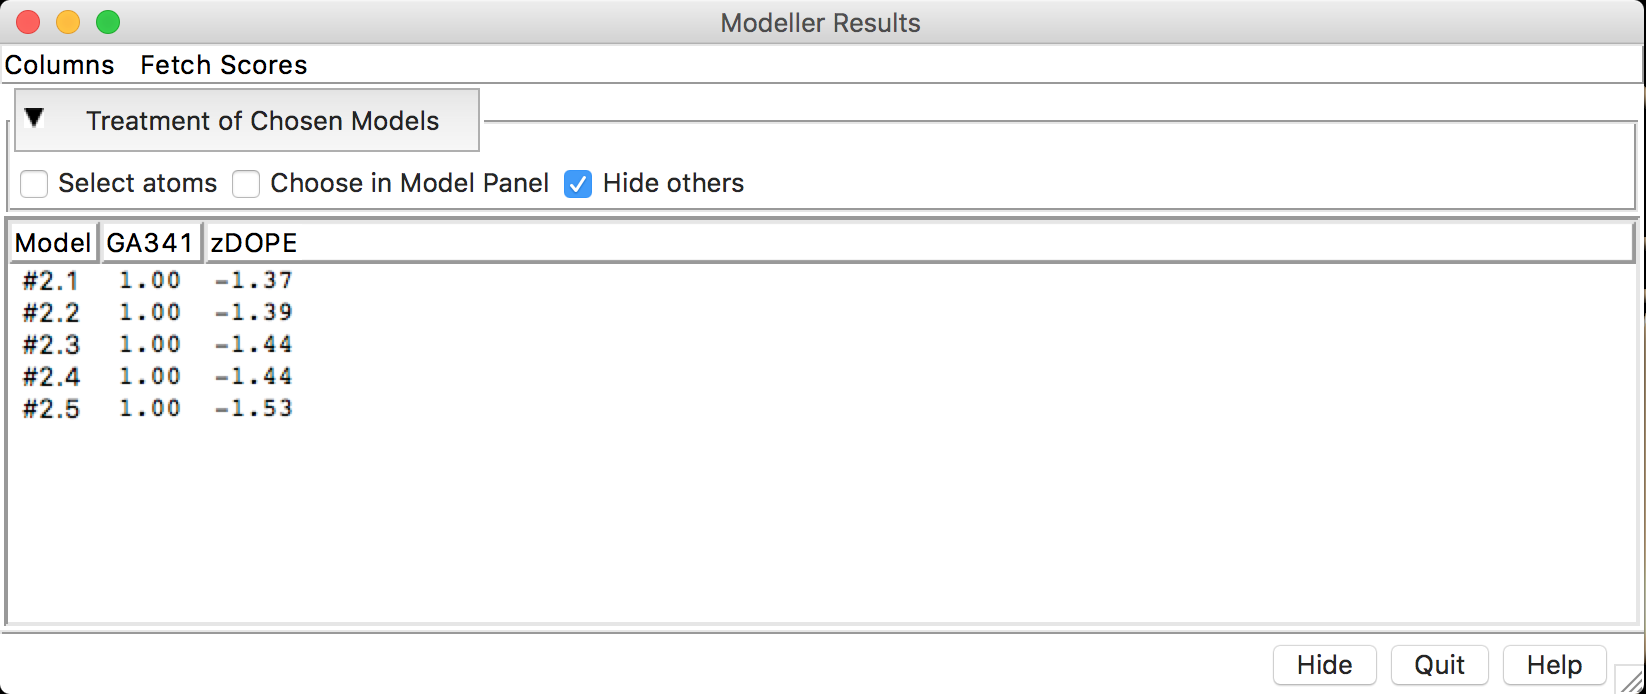 Modeller Results
Columns Fetch Scores
Treatment of Chosen Models
Select atoms Choose in Model Panel Hide others
Model GA341 zDOPE
#2.1 1.00 -1.37
#2.2 1.00 -1.39
#2.3 1.00 -1.44
#2.4 1.00 -1.44
#2.5 1.00 -1.53
Hide Quit Help